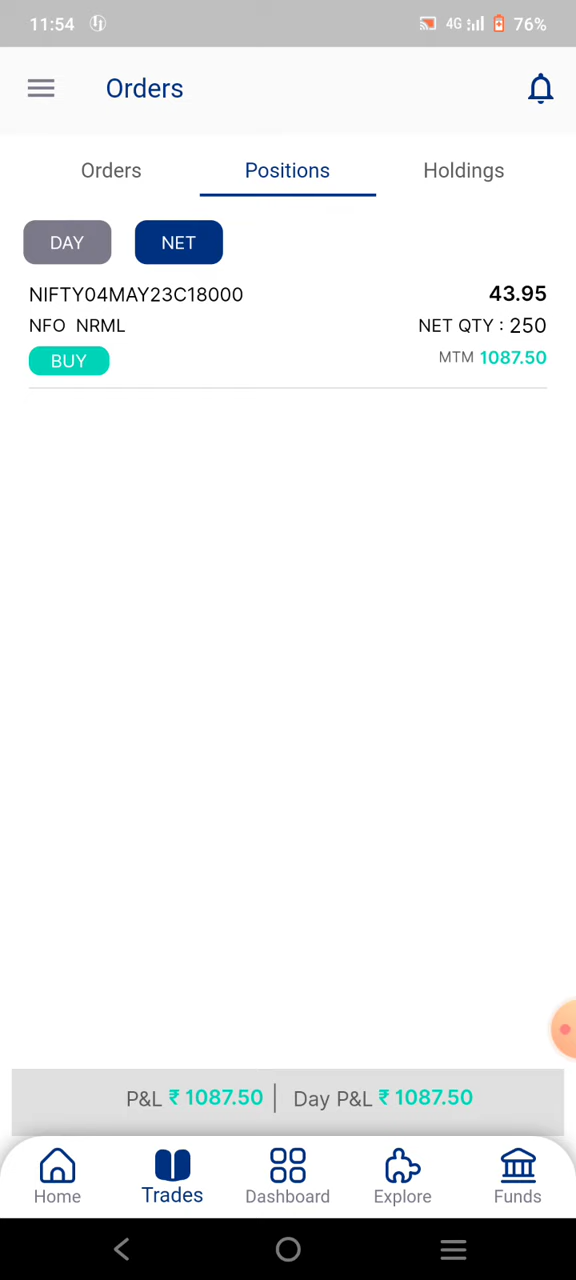 11:54 4G 76%
Orders
Orders Positions Holdings
DAY NET
NIFTY04MAY23C18000 43.95
NFO NRML NET QTY : 250
BUY MTM 1087.50
P&L ₹ 1087.50 | Day P&L ₹ 1087.50
Home Trades Dashboard Explore Funds